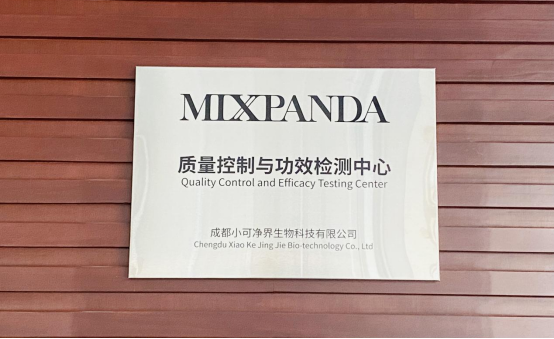 MIXPANDA
质量控制与功效检测中心
Quality Control and Efficacy Testing Center
成都小可净界生物科技有限公司
Chengdu Xiao Ke Jing Jie Bio-technology Co., Ltd